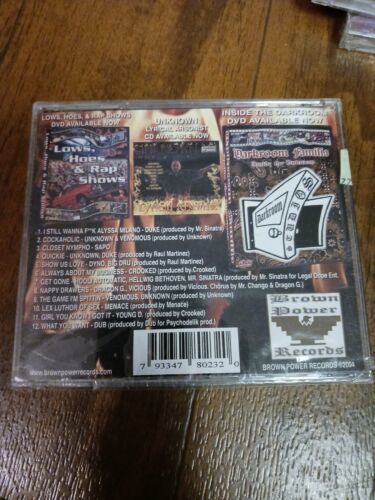 LOWS, HOES, & RAP SHOWS
DVD AVAILABLE NOW
UNKNOWN
LYRICAL ARSONIST
CD AVAILABLE NOW
INSIDE THE DARKROOM
DVD AVAILABLE NOW
Lows,
Hoes
& Rap
Shows
Darkroom Familia
Darkroom
1. I STILL WANNA F**K ALYSSA MILANO - DUKE (produced by Mr. Sinatra)
2. COCKAHOLIC - UNKNOWN & VENOMOUS (produced by Unknown)
3. CLOSET NYMPHO - SAPO
4. QUICKIE - UNKNOWN, DUKE (produced by Raul Martinez)
5. SHOW US LOVE - DYNO, BIG DRU (produced by Raul Martinez)
6. ALWAYS ABOUT MY BUSINESS - CROOKED (produced by Crooked)
7. GET GONE - HOOD AUTOMATIC, HELLWIG BETHOVEN, MR. SINATRA (produced by Mr. Sinatra for Legal Dope Ent.
8. NAPPY DRAWERS - DRAGON G., VICIOUS (produced by Vicious. Chorus by Mr. Chango & Dragon G.)
9. THE GAME I'M SPITTIN' - VENOMOUS, UNKNOWN (produced by Unknown)
10. LEX LUTHOR OF SEX - MENACE (produced by Menace)
11. GIRL YOU KNOW I GOT IT - YOUNG D. (produced by Crooked)
12. WHAT YOU WANT - DUB (produced by Dub for Psychodelik prod.)
7 93347 80232 0
Brown
Power
Records
www.brownpowerrecords.com
BROWN POWER RECORDS ©2004